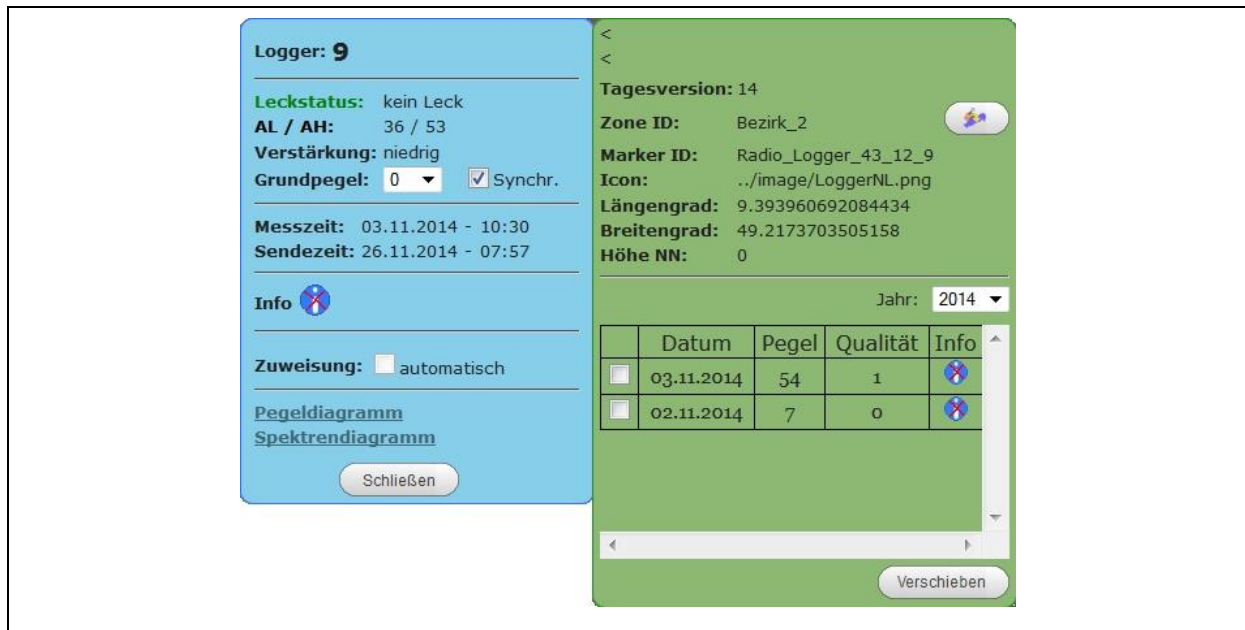 Logger: 9
Leckstatus: kein Leck
AL / AH: 36 / 53
Verstärkung: niedrig
Grundpegel: 0 Synchr.
Messzeit: 03.11.2014 - 10:30
Sendezeit: 26.11.2014 - 07:57
Info
Zuweisung: automatisch
Pegeldiagramm
Spektrendiagramm
Schließen
<
<
Tagesversion: 14
Zone ID: Bezirk_2
Marker ID: Radio_Logger_43_12_9
Icon: ../image/LoggerNL.png
Längengrad: 9.393960692084434
Breitengrad: 49.2173703505158
Höhe NN: 0
Jahr: 2014
Datum Pegel Qualität Info
03.11.2014 54 1
02.11.2014 7 0
Verschieben